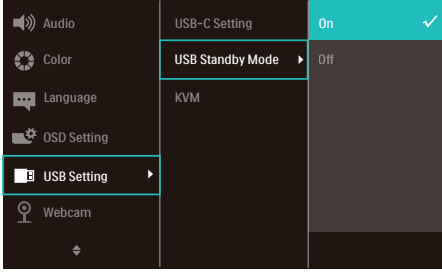 Audio
Color
Language
OSD Setting
USB Setting
Webcam
USB-C Setting
USB Standby Mode
KVM
On
Off